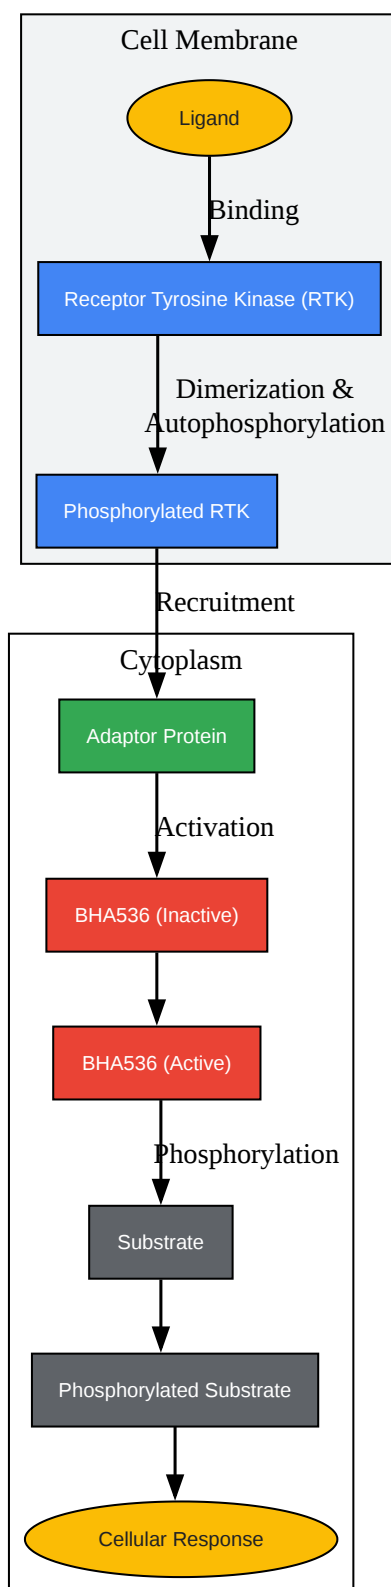 Cell Membrane
Ligand
Binding
Receptor Tyrosine Kinase (RTK)
Dimerization &
Autophosphorylation
Phosphorylated RTK
Recruitment
Cytoplasm
Adaptor Protein
Activation
BHA536 (Inactive)
BHA536 (Active)
Phosphorylation
Substrate
Phosphorylated Substrate
Cellular Response